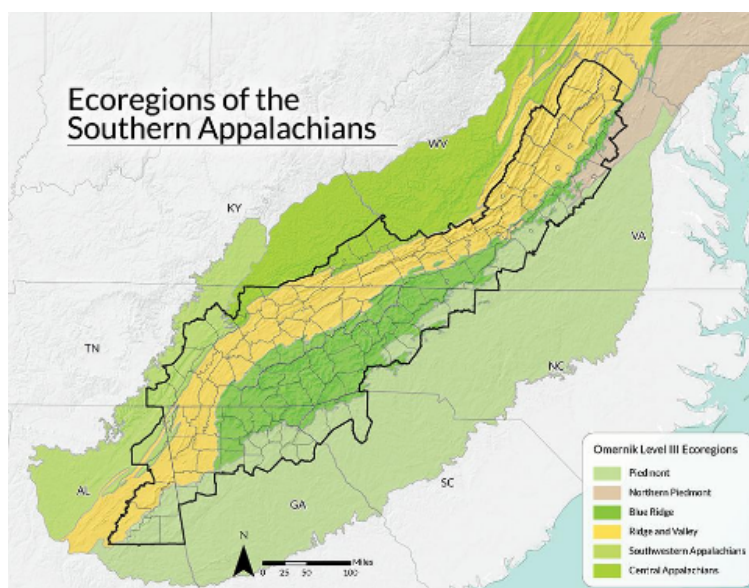 Ecoregions of the
Southern Appalachians
WV
KY
VA
TN
NC
Omernik Level III Ecoregions
Piedmont
Northern Piedmont
Blue Ridge
Ridge and Valley
Southwestern Appalachians
Central Appalachians
AL
SC
GA
N
Miles
0 25 50 100